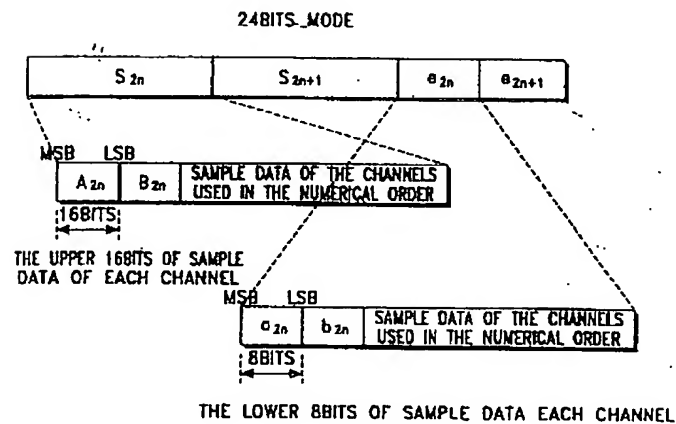 24BITS_MODE
S2n S2n+1 e2n e2n+1
MSB LSB
A2n B2n SAMPLE DATA OF THE CHANNELS
USED IN THE NUMERICAL ORDER
16BITS
THE UPPER 16BITS OF SAMPLE
DATA OF EACH CHANNEL
MSB LSB
a2n b2n SAMPLE DATA OF THE CHANNELS
USED IN THE NUMERICAL ORDER
8BITS
THE LOWER 8BITS OF SAMPLE DATA EACH CHANNEL